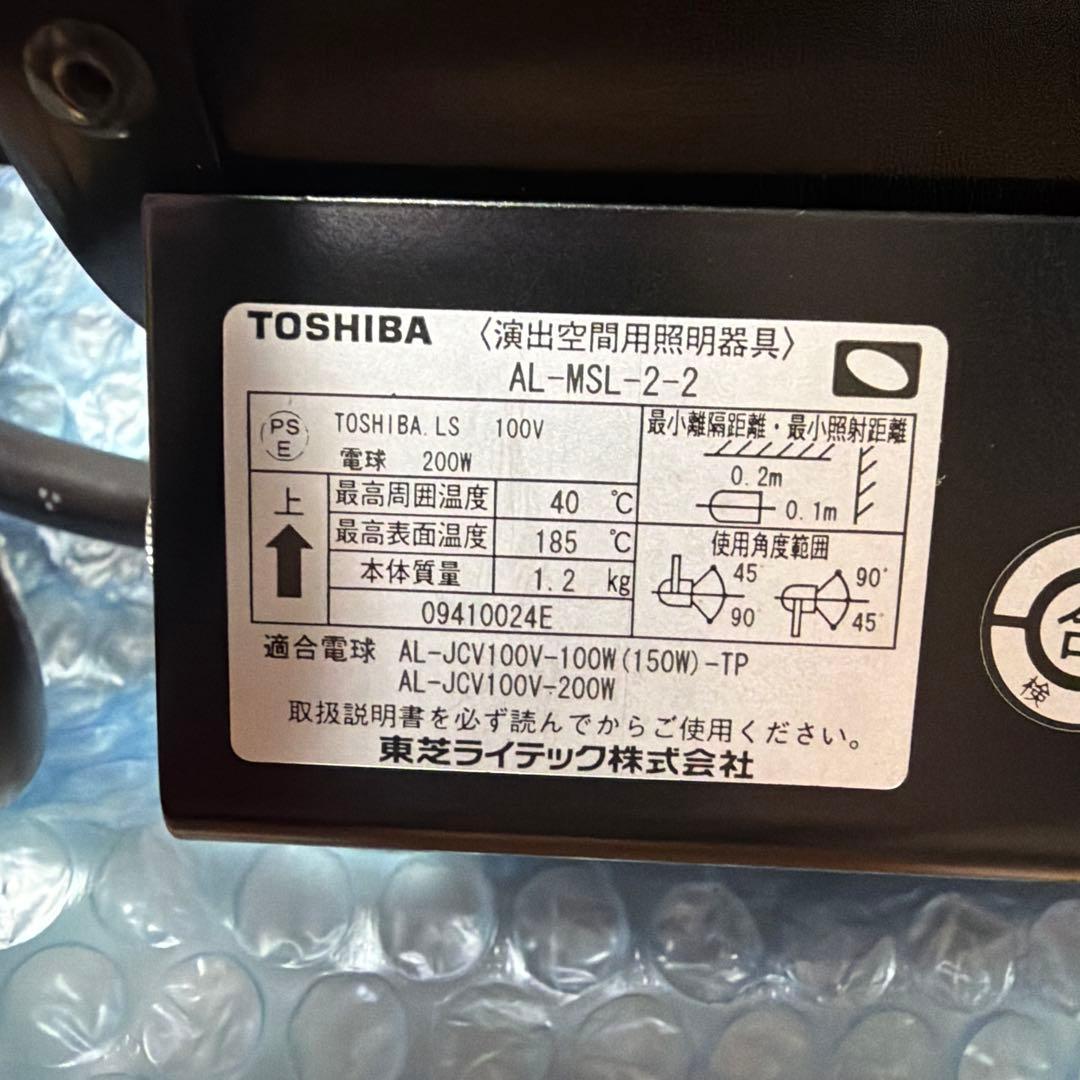 TOSHIBA 〈演出空間用照明器具〉
AL-MSL-2-2
PS
E
TOSHIBA.LS 100V
電球 200W
上
最高周囲温度 40 ℃
最高表面温度 185 ℃
本体質量 1.2 kg
09410024E
最小離隔距離・最小照射距離
0.2m
0.1m
使用角度範囲
45°
90
90°
45°
適合電球 AL-JCV100V-100W(150W)-TP
AL-JCV100V-200W
取扱説明書を必ず読んでからご使用ください。
東芝ライテック株式会社
検